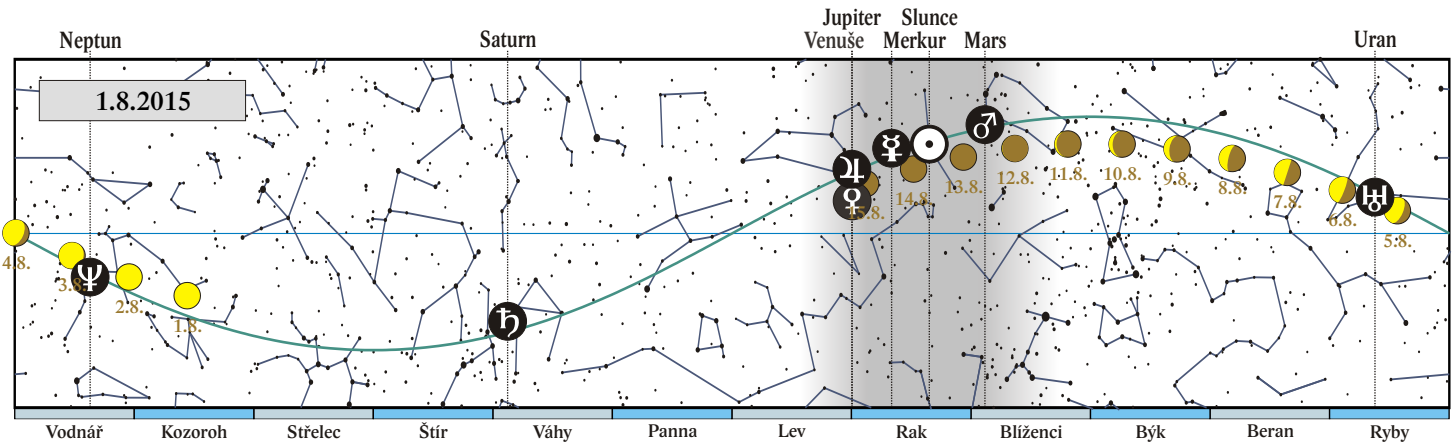 Jupiter Slunce
Neptun Saturn Venuše Merkur Mars Uran
1.8.2015
12.8. 11.8. 10.8. 9.8.
15.8. 14.8. 13.8. 8.8. 7.8. 6.8. 5.8.
4.8. 3.8. 2.8. 1.8.
Vodnář Kozoroh Střelec Štír Váhy Panna Lev Rak Blíženci Býk Beran Ryby